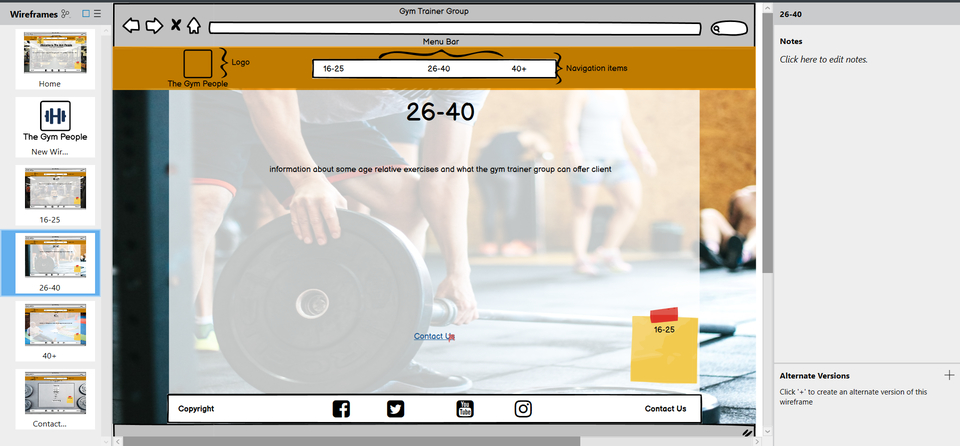 Wireframes
Home
The Gym People
New Wir...
16-25
26-40
40+
Contact...
Gym Trainer Group
Menu Bar
Logo
The Gym People
16-25 26-40 40+
Navigation items
26-40
information about some age relative exercises and what the gym trainer group can offer client
Contact Us
16-25
Copyright
You
Tube
Contact Us
26-40
Notes
Click here to edit notes.
Alternate Versions
Click '+' to create an alternate version of this
wireframe